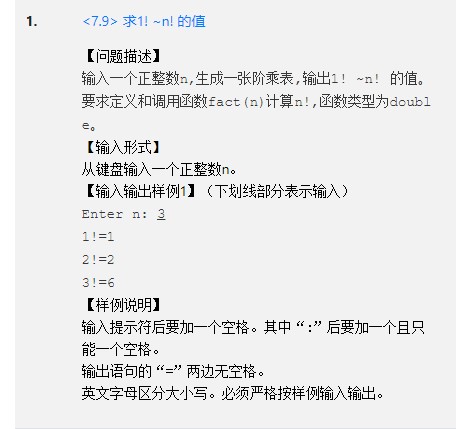 1. <7.9> 求1! ~n! 的值
【问题描述】
输入一个正整数n,生成一张阶乘表,输出1! ~n! 的值。
要求定义和调用函数fact(n)计算n!,函数类型为doubl
e。
【输入形式】
从键盘输入一个正整数n。
【输入输出样例1】（下划线部分表示输入）
Enter n: 3
1!=1
2!=2
3!=6
【样例说明】
输入提示符后要加一个空格。其中“:”后要加一个且只
能一个空格。
输出语句的“=”两边无空格。
英文字母区分大小写。必须严格按样例输入输出。